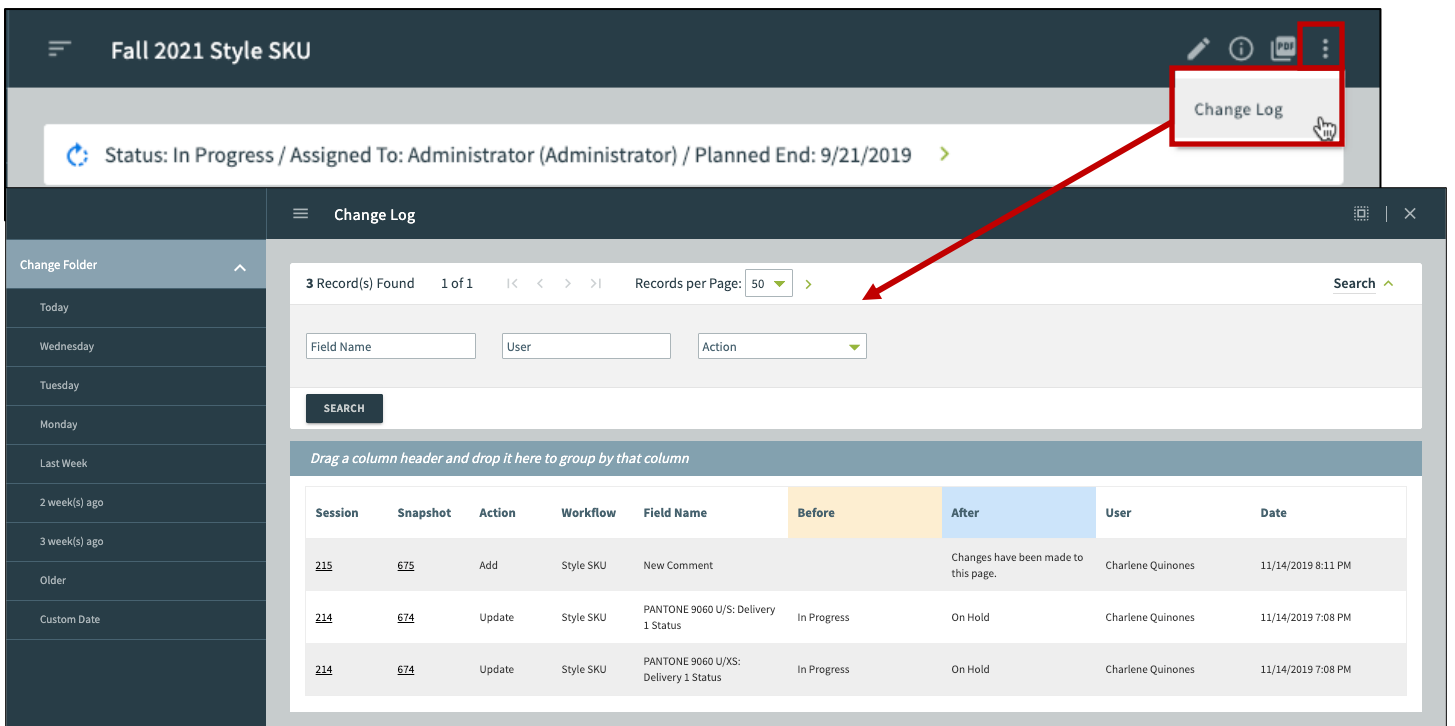 Fall 2021 Style SKU
PDF
Change Log
Status: In Progress / Assigned To: Administrator (Administrator) / Planned End: 9/21/2019
Change Log
Change Folder
Today
Wednesday
Tuesday
Monday
Last Week
2 week(s) ago
3 week(s) ago
Older
Custom Date
3 Record(s) Found 1 of 1 Records per Page: 50 Search
Field Name User Action
SEARCH
Drag a column header and drop it here to group by that column
Session Snapshot Action Workflow Field Name Before After User Date
215 675 Add Style SKU New Comment Changes have been made to
this page. Charlene Quinones 11/14/2019 8:11 PM
214 674 Update Style SKU PANTONE 9060 U/S: Delivery
1 Status In Progress On Hold Charlene Quinones 11/14/2019 7:08 PM
214 674 Update Style SKU PANTONE 9060 U/XS:
Delivery 1 Status In Progress On Hold Charlene Quinones 11/14/2019 7:08 PM